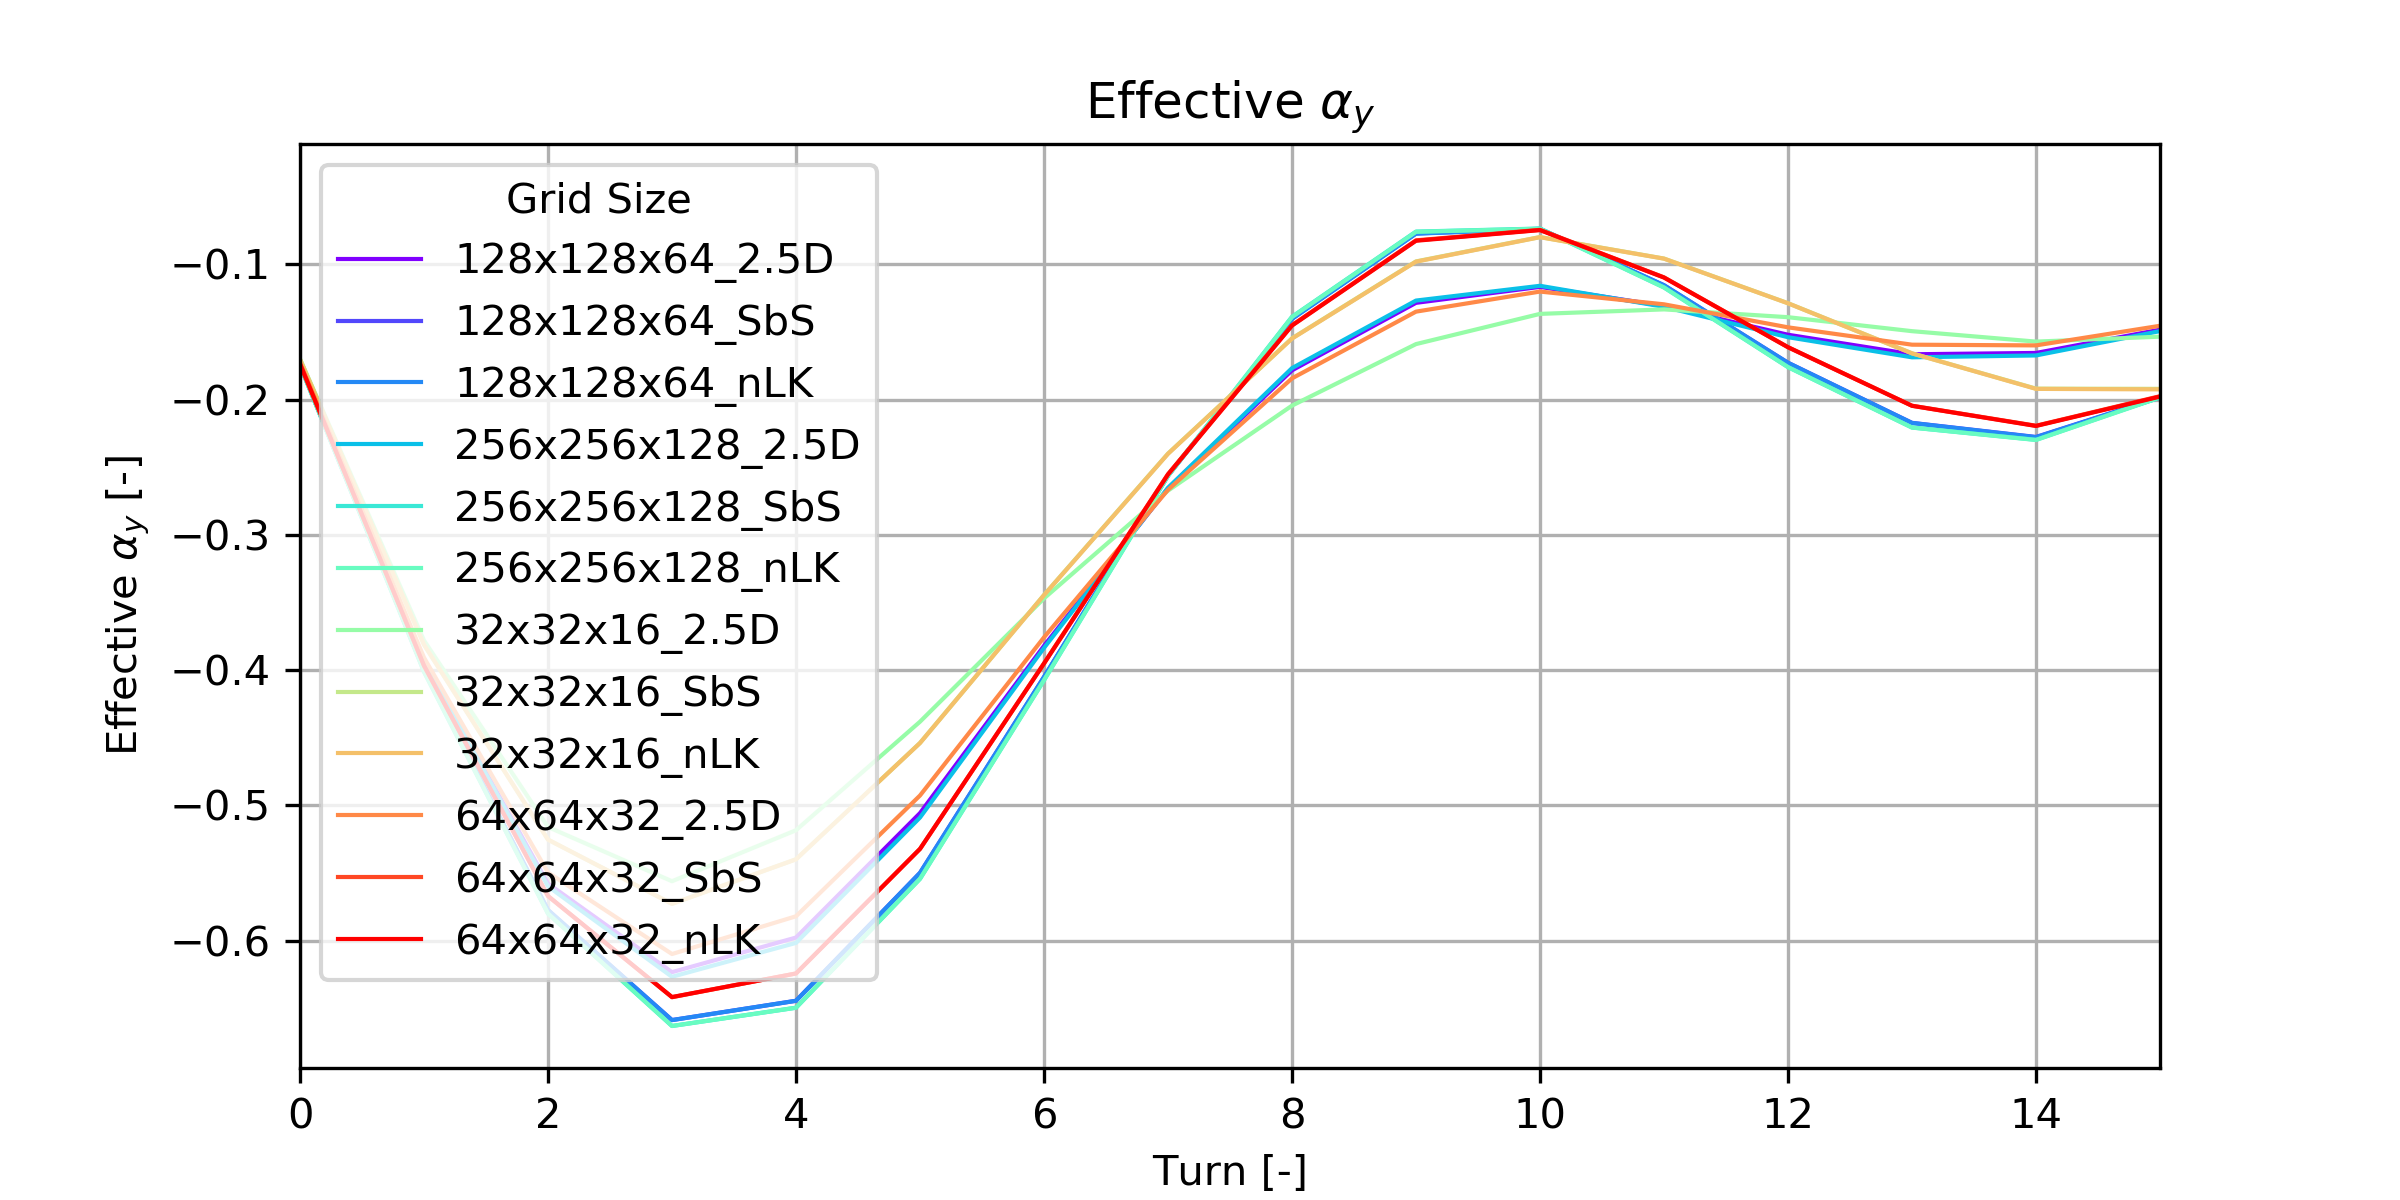 Effective αy
Effective αy [-]
−0.1
−0.2
−0.3
−0.4
−0.5
−0.6
Grid Size
128x128x64_2.5D
128x128x64_SbS
128x128x64_nLK
256x256x128_2.5D
256x256x128_SbS
256x256x128_nLK
32x32x16_2.5D
32x32x16_SbS
32x32x16_nLK
64x64x32_2.5D
64x64x32_SbS
64x64x32_nLK
0 2 4 6 8 10 12 14
Turn [-]